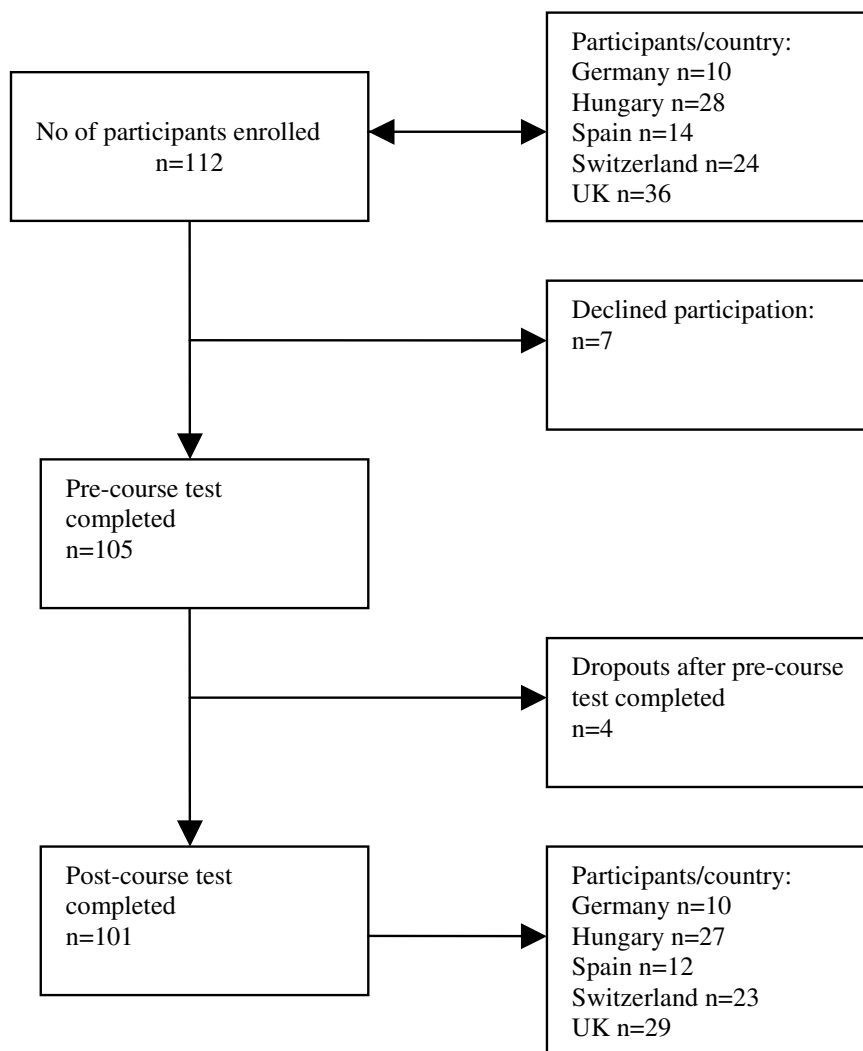 No of participants enrolled
n=112
Participants/country:
Germany n=10
Hungary n=28
Spain n=14
Switzerland n=24
UK n=36
Declined participation:
n=7
Pre-course test
completed
n=105
Dropouts after pre-course
test completed
n=4
Post-course test
completed
n=101
Participants/country:
Germany n=10
Hungary n=27
Spain n=12
Switzerland n=23
UK n=29